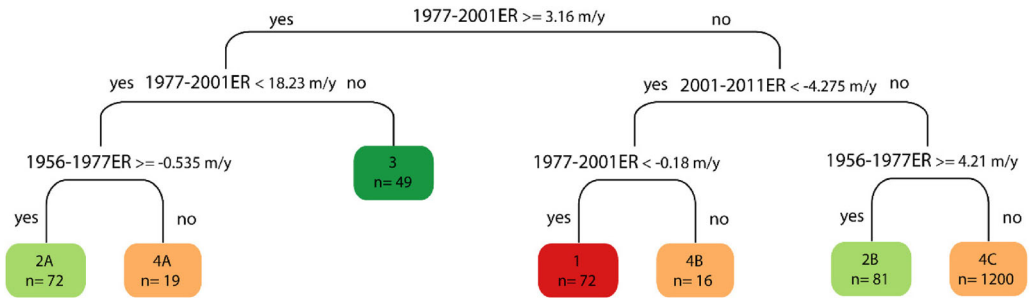 yes 1977-2001ER >= 3.16 m/y no
yes 1977-2001ER < 18.23 m/y no
yes 2001-2011ER < -4.275 m/y no
1956-1977ER >= -0.535 m/y
3
n= 49
1977-2001ER < -0.18 m/y
1956-1977ER >= 4.21 m/y
yes no
yes no
yes no
2A
n= 72
4A
n= 19
1
n= 72
4B
n= 16
2B
n= 81
4C
n= 1200